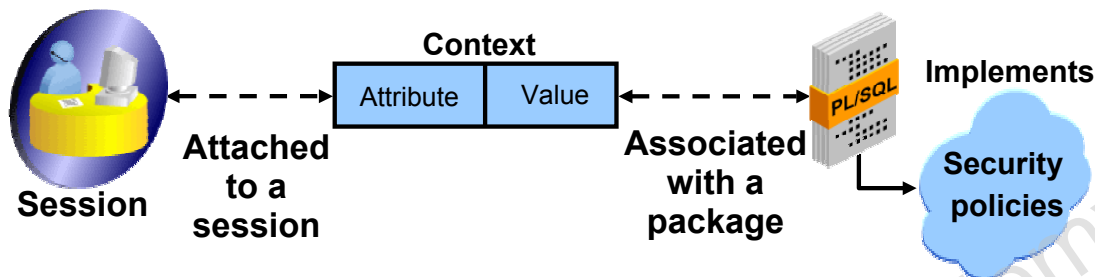 Context
Attribute
Value
PL/SQL
Implements
Security
policies
Session
Attached
to a
session
Associated
with a
package